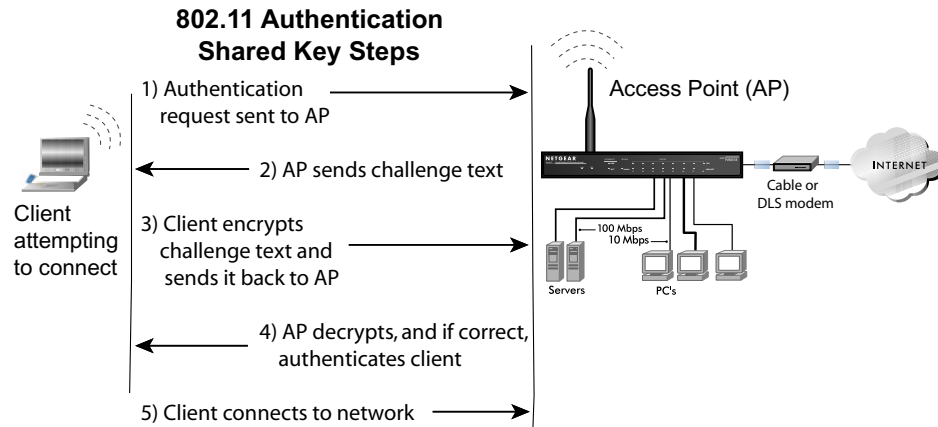 802.11 Authentication
Shared Key Steps
1) Authentication
request sent to AP
Access Point (AP)
NETGEAR
INTERNET
2) AP sends challenge text
Cable or
DLS modem
Client
attempting
to connect
3) Client encrypts
challenge text and
sends it back to AP
100 Mbps
10 Mbps
Servers
PC's
4) AP decrypts, and if correct,
authenticates client
5) Client connects to network